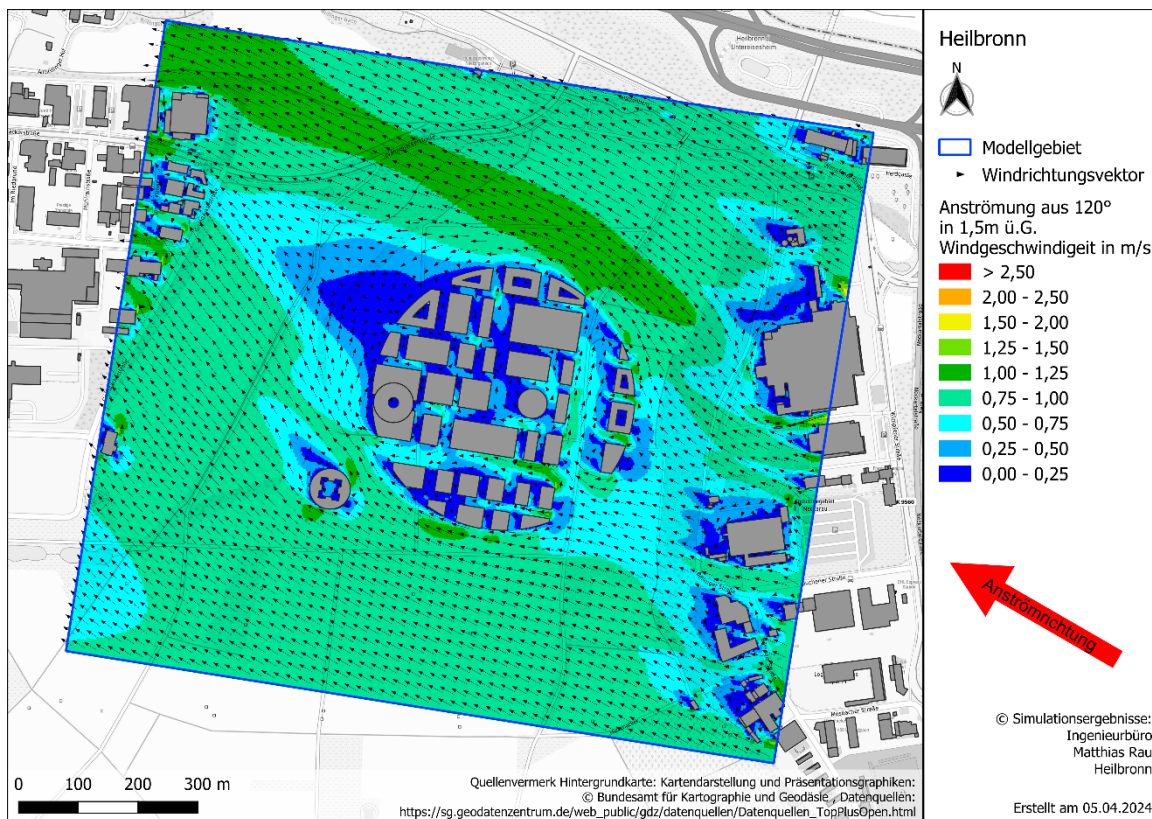 Heilbronn
N
Modellgebiet
Windrichtungsvektor
Anströmung aus 120°
in 1,5m ü.G.
Windgeschwindigeit in m/s
> 2,50
2,00 - 2,50
1,50 - 2,00
1,25 - 1,50
1,00 - 1,25
0,75 - 1,00
0,50 - 0,75
0,25 - 0,50
0,00 - 0,25
Anströmrichtung
© Simulationsergebnisse:
Ingenieurbüro
Matthias Rau
Heilbronn
Erstellt am 05.04.2024
Heilbronn
Untereisesheim
K 9560
0 100 200 300 m
Quellenvermerk Hintergrundkarte: Kartendarstellung und Präsentationsgraphiken:
© Bundesamt für Kartographie und Geodäsie , Datenquellen:
https://sg.geodatenzentrum.de/web_public/gdz/datenquellen/Datenquellen_TopPlusOpen.html